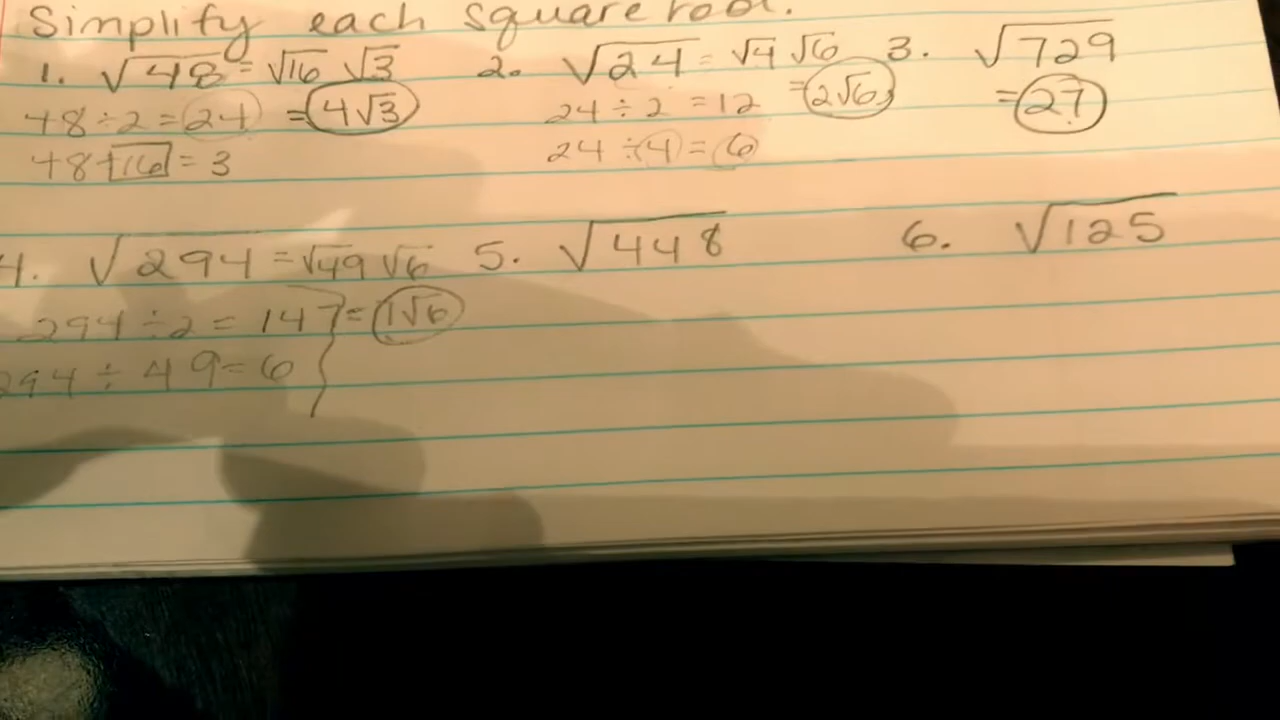 Simplify each square root.
1. √48 = √16 √3
48 ÷ 2 = 24 = 4√3
48 ÷ 16 = 3
2. √24 = √4 √6
24 ÷ 2 = 12 = 2√6
24 ÷ 4 = 6
3. √729
= 27
4. √294 = √49 √6
294 ÷ 2 = 147 = 7√6
294 ÷ 49 = 6
5. √448
6. √125